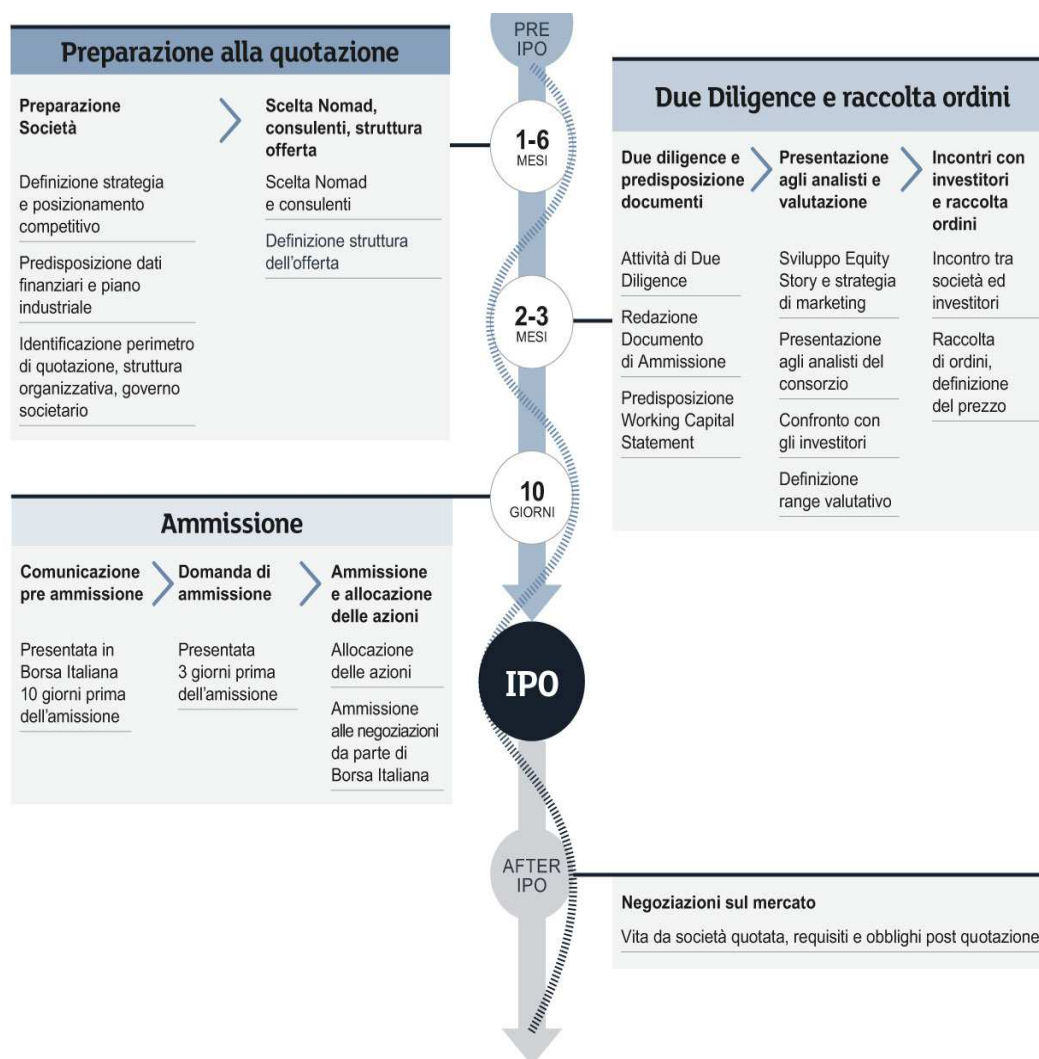 PRE
IPO
Preparazione alla quotazione
Preparazione
Società
Definizione strategia
e posizionamento
competitivo
Predisposizione dati
finanziari e piano
industriale
Identificazione perimetro
di quotazione, struttura
organizzativa, governo
societario
Scelta Nomad,
consulenti, struttura
offerta
Scelta Nomad
e consulenti
Definizione struttura
dell'offerta
1-6
MESI
Due Diligence e raccolta ordini
Due diligence e
predisposizione
documenti
Attività di Due
Diligence
Redazione
Documento
di Ammissione
Predisposizione
Working Capital
Statement
Presentazione
agli analisti e
valutazione
Sviluppo Equity
Story e strategia
di marketing
Presentazione
agli analisti del
consorzio
Confronto con
gli investitori
Definizione
range valutativo
Incontri con
investitori
e raccolta
ordini
Incontro tra
società ed
investitori
Raccolta
di ordini,
definizione
del prezzo
2-3
MESI
10
GIORNI
Ammissione
Comunicazione
pre ammissione
Presentata in
Borsa Italiana
10 giorni prima
dell'amissione
Domanda di
ammissione
Presentata
3 giorni prima
dell'amissione
Ammissione
e allocazione
delle azioni
Allocazione
delle azioni
Ammissione
alle negoziazioni
da parte di
Borsa Italiana
IPO
AFTER
IPO
Negoziazioni sul mercato
Vita da società quotata, requisiti e obblighi post quotazione